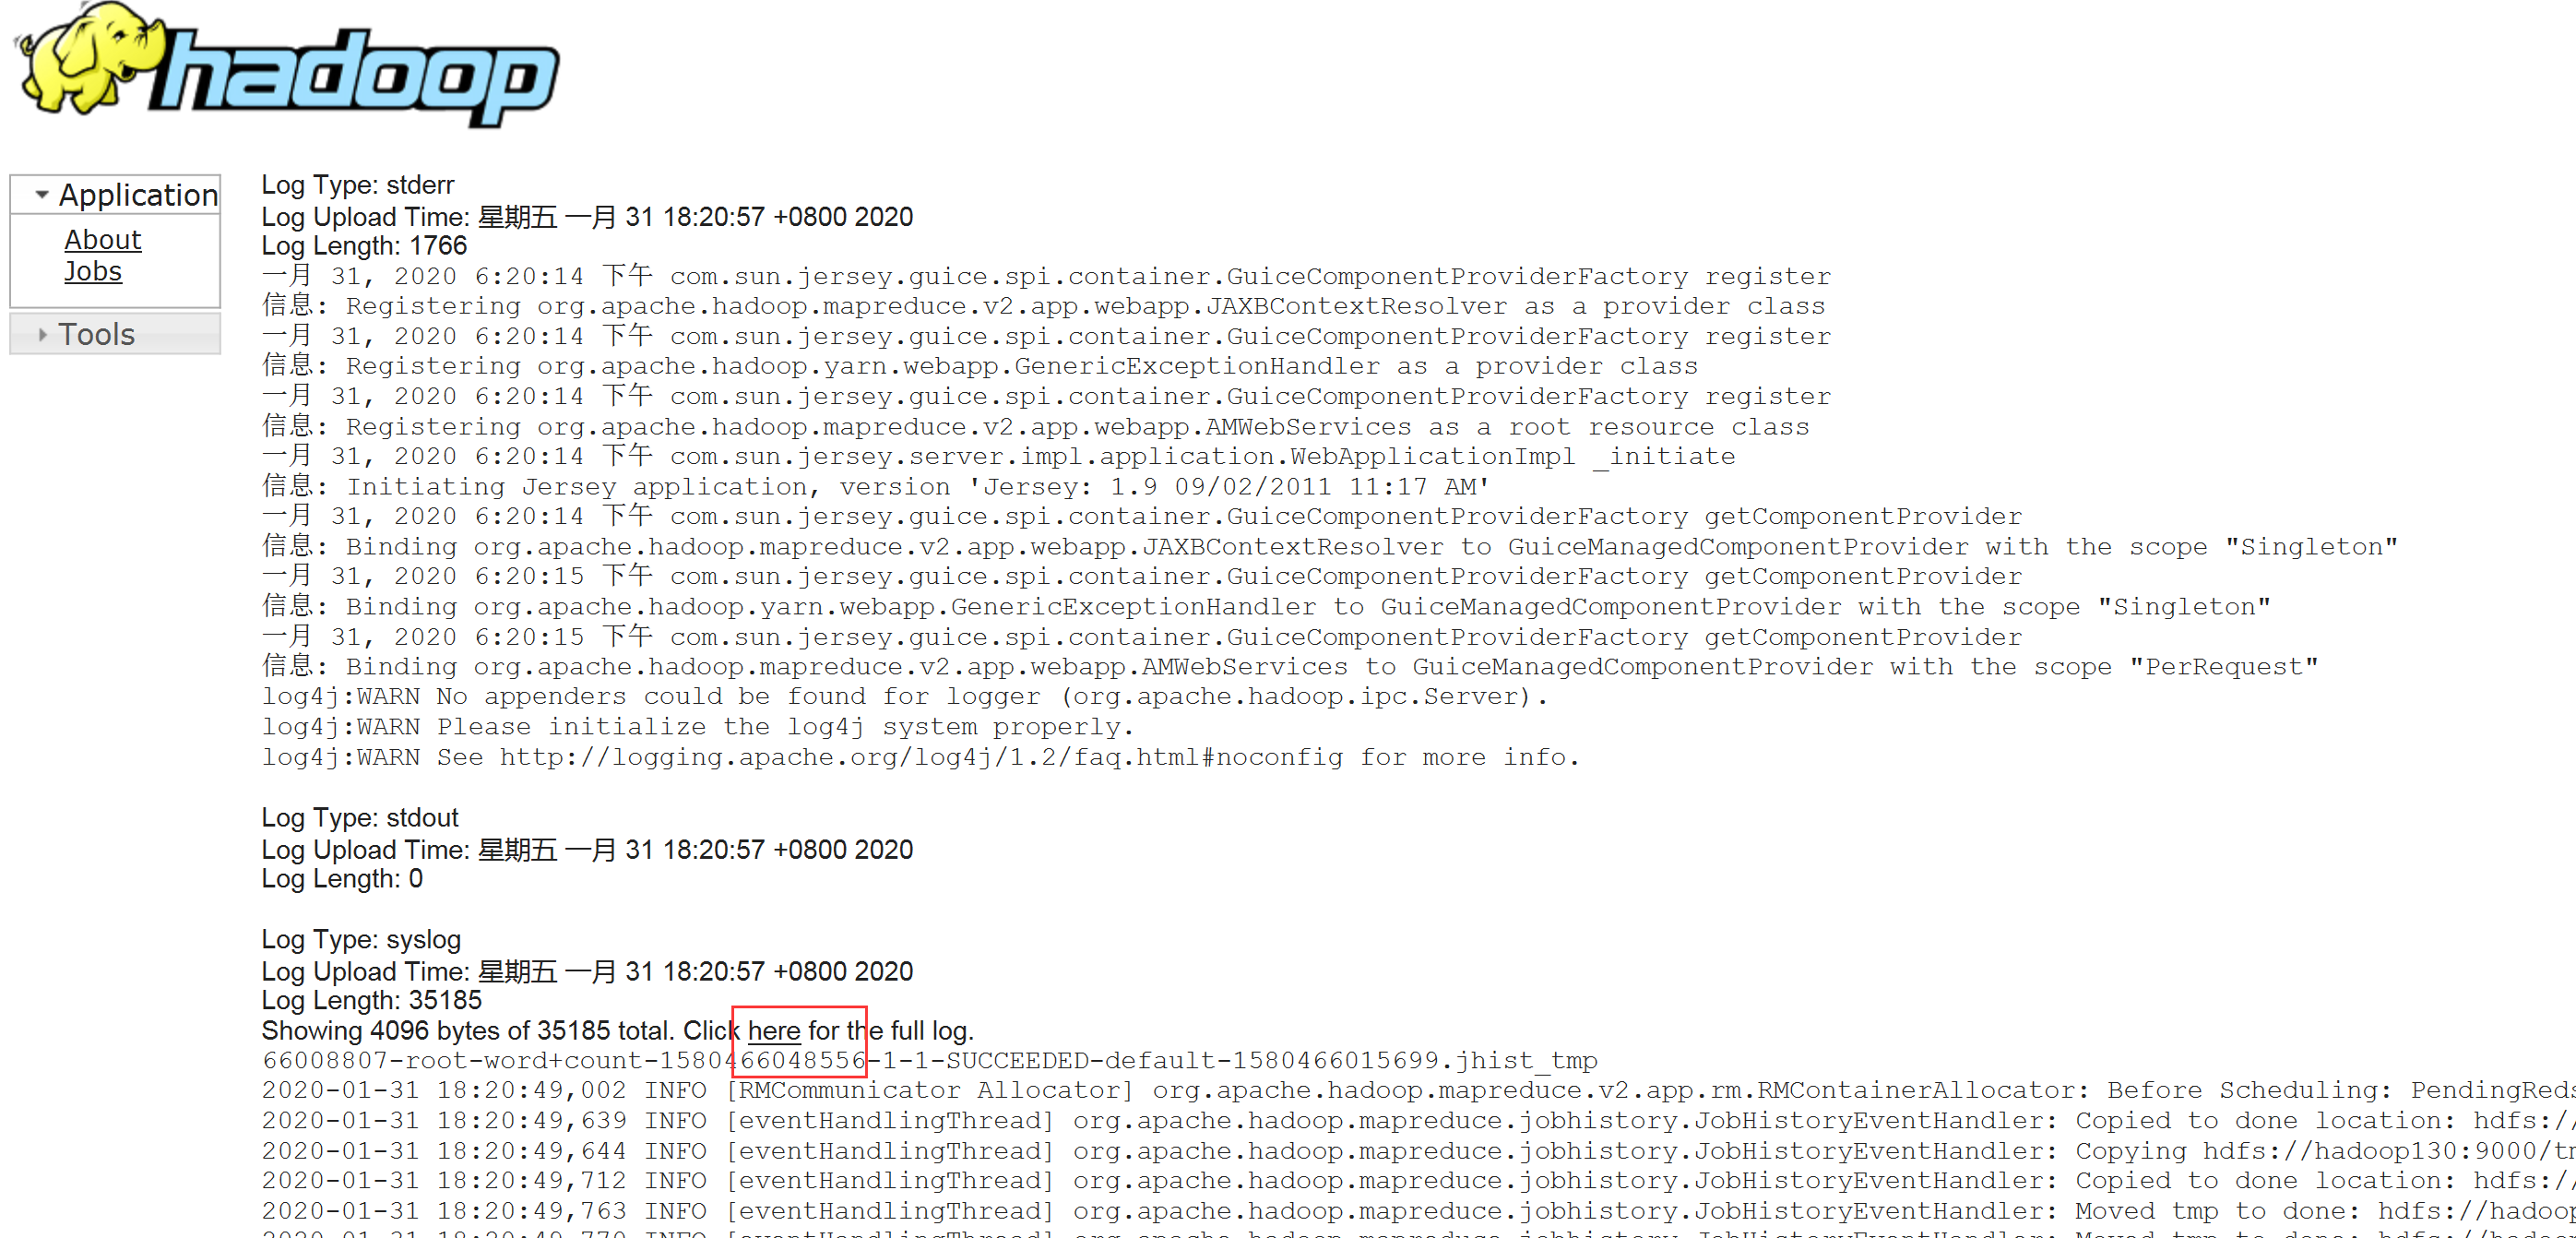 hadoop
Application
About
Jobs
Tools
Log Type: stderr
Log Upload Time: 星期五 一月 31 18:20:57 +0800 2020
Log Length: 1766
一月 31, 2020 6:20:14 下午 com.sun.jersey.guice.spi.container.GuiceComponentProviderFactory register
信息: Registering org.apache.hadoop.mapreduce.v2.app.webapp.JAXBContextResolver as a provider class
一月 31, 2020 6:20:14 下午 com.sun.jersey.guice.spi.container.GuiceComponentProviderFactory register
信息: Registering org.apache.hadoop.yarn.webapp.GenericExceptionHandler as a provider class
一月 31, 2020 6:20:14 下午 com.sun.jersey.guice.spi.container.GuiceComponentProviderFactory register
信息: Registering org.apache.hadoop.mapreduce.v2.app.webapp.AMWebServices as a root resource class
一月 31, 2020 6:20:14 下午 com.sun.jersey.server.impl.application.WebApplicationImpl _initiate
信息: Initiating Jersey application, version 'Jersey: 1.9 09/02/2011 11:17 AM'
一月 31, 2020 6:20:14 下午 com.sun.jersey.guice.spi.container.GuiceComponentProviderFactory getComponentProvider
信息: Binding org.apache.hadoop.mapreduce.v2.app.webapp.JAXBContextResolver to GuiceManagedComponentProvider with the scope "Singleton"
一月 31, 2020 6:20:15 下午 com.sun.jersey.guice.spi.container.GuiceComponentProviderFactory getComponentProvider
信息: Binding org.apache.hadoop.yarn.webapp.GenericExceptionHandler to GuiceManagedComponentProvider with the scope "Singleton"
一月 31, 2020 6:20:15 下午 com.sun.jersey.guice.spi.container.GuiceComponentProviderFactory getComponentProvider
信息: Binding org.apache.hadoop.mapreduce.v2.app.webapp.AMWebServices to GuiceManagedComponentProvider with the scope "PerRequest"
log4j:WARN No appenders could be found for logger (org.apache.hadoop.ipc.Server).
log4j:WARN Please initialize the log4j system properly.
log4j:WARN See http://logging.apache.org/log4j/1.2/faq.html#noconfig for more info.
Log Type: stdout
Log Upload Time: 星期五 一月 31 18:20:57 +0800 2020
Log Length: 0
Log Type: syslog
Log Upload Time: 星期五 一月 31 18:20:57 +0800 2020
Log Length: 35185
Showing 4096 bytes of 35185 total. Click here for the full log.
66008807-root-word+count-1580466048556-1-1-SUCCEEDED-default-1580466015699.jhist_tmp
2020-01-31 18:20:49,002 INFO [RMCommunicator Allocator] org.apache.hadoop.mapreduce.v2.app.rm.RMContainerAllocator: Before Scheduling: PendingReds
2020-01-31 18:20:49,639 INFO [eventHandlingThread] org.apache.hadoop.mapreduce.jobhistory.JobHistoryEventHandler: Copied to done location: hdfs://
2020-01-31 18:20:49,644 INFO [eventHandlingThread] org.apache.hadoop.mapreduce.jobhistory.JobHistoryEventHandler: Copying hdfs://hadoop130:9000/tm
2020-01-31 18:20:49,712 INFO [eventHandlingThread] org.apache.hadoop.mapreduce.jobhistory.JobHistoryEventHandler: Copied to done location: hdfs://
2020-01-31 18:20:49,763 INFO [eventHandlingThread] org.apache.hadoop.mapreduce.jobhistory.JobHistoryEventHandler: Moved tmp to done: hdfs://hadoop